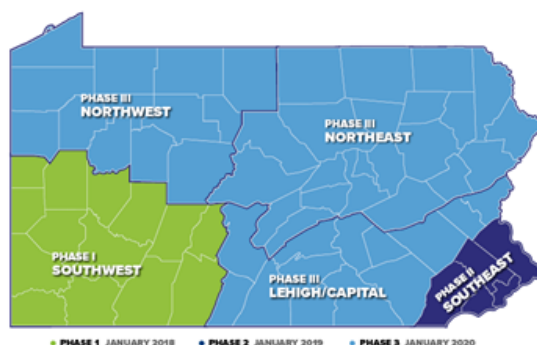 PHASE III
NORTHWEST
PHASE III
NORTHEAST
PHASE I
SOUTHWEST
PHASE III
LEHIGH/CAPITAL
PHASE II
SOUTHEAST
PHASE 1 JANUARY 2018 PHASE 2 JANUARY 2019 PHASE 3 JANUARY 2020